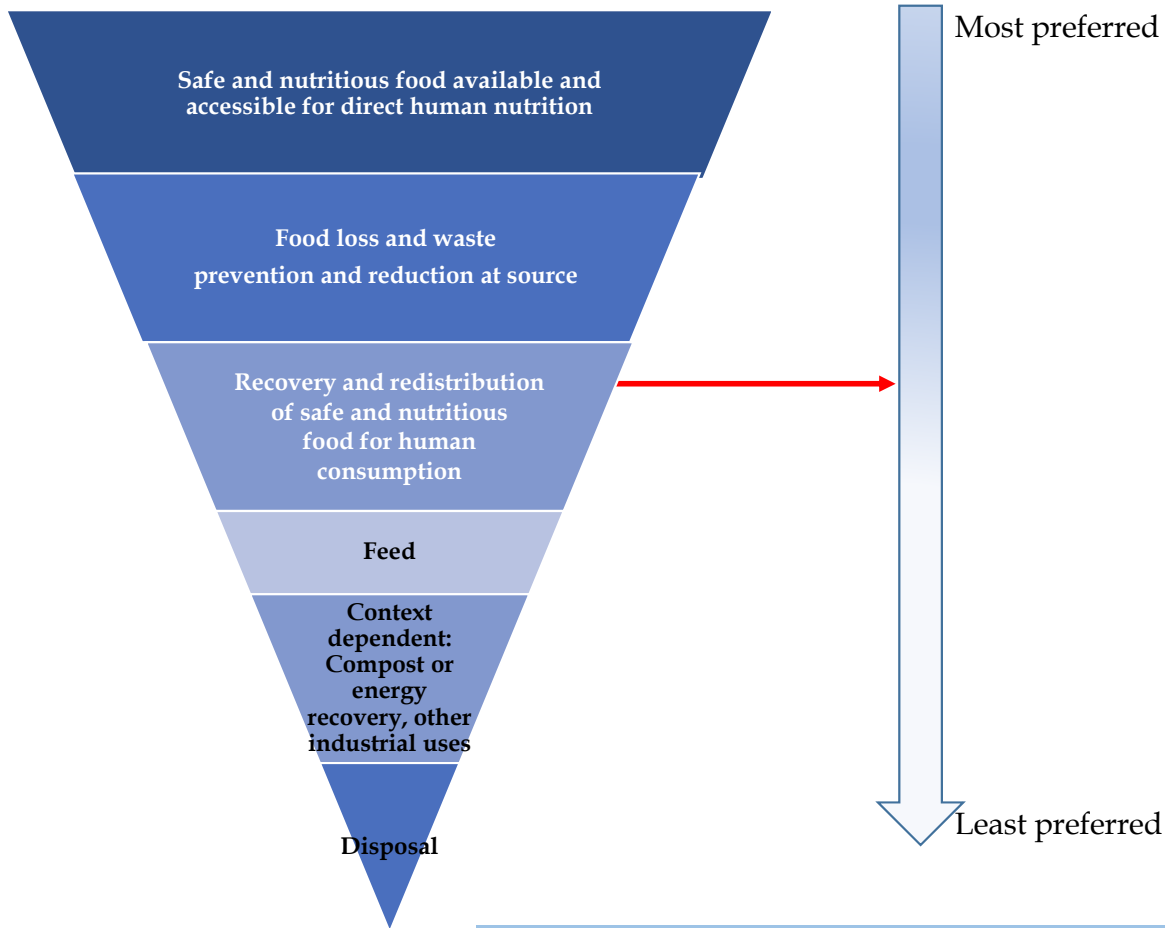 Most preferred
Safe and nutritious food available and
accessible for direct human nutrition
Food loss and waste
prevention and reduction at source
Recovery and redistribution
of safe and nutritious
food for human
consumption
Feed
Context
dependent:
Compost or
energy
recovery, other
industrial uses
Least preferred
Disposal